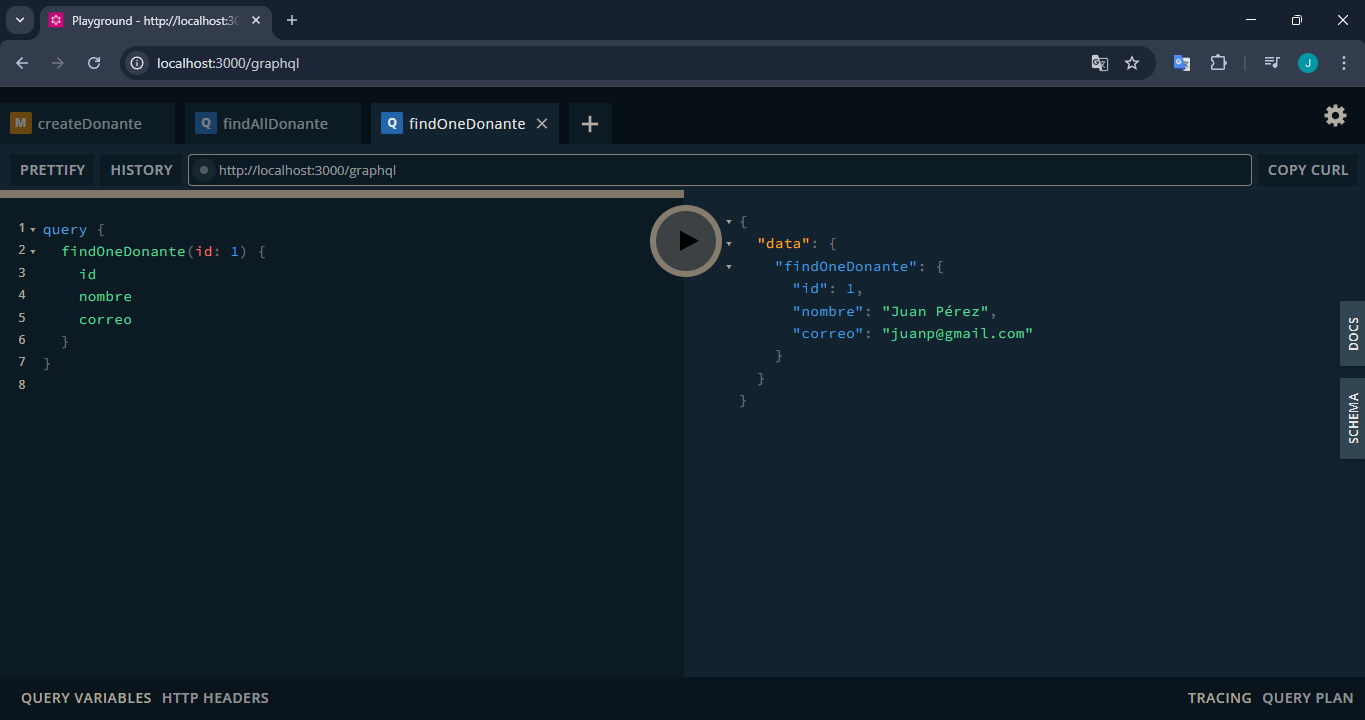 Playground - http://localhost:30
localhost:3000/graphql
J
M createDonante
Q findAllDonante
Q findOneDonante
PRETTIFY
HISTORY
http://localhost:3000/graphql
COPY CURL
1 query {
2 findOneDonante(id: 1) {
3 id
4 nombre
5 correo
6 }
7 }
8
{
"data": {
"findOneDonante": {
"id": 1,
"nombre": "Juan Pérez",
"correo": "juanp@gmail.com"
}
}
}
DOCS
SCHEMA
QUERY VARIABLES
HTTP HEADERS
TRACING
QUERY PLAN